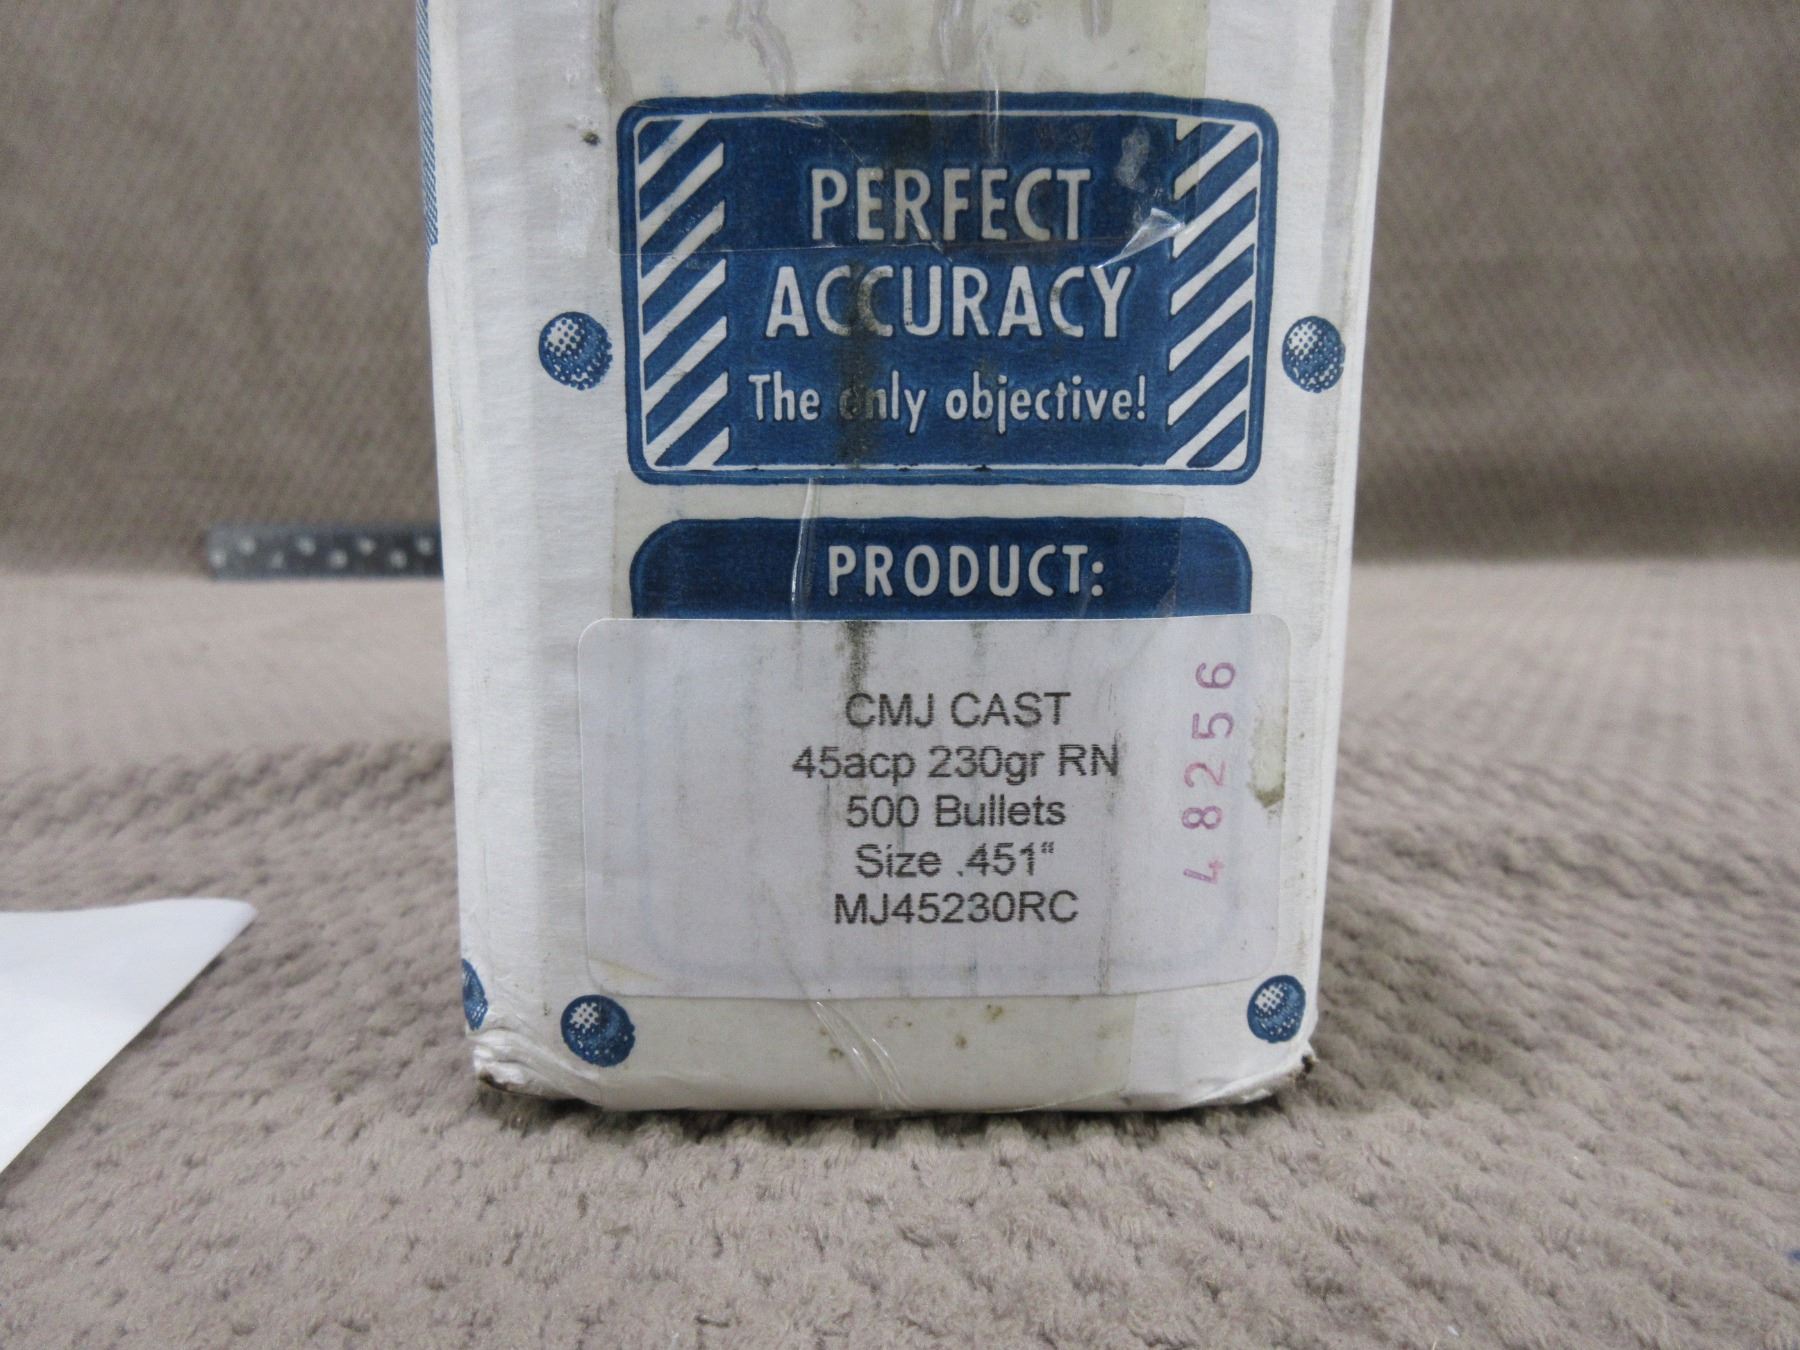 PERFECT
ACCURACY
The only objective!
PRODUCT:
CMJ CAST
45acp 230gr RN
500 Bullets
Size .451"
MJ45230RC
48256